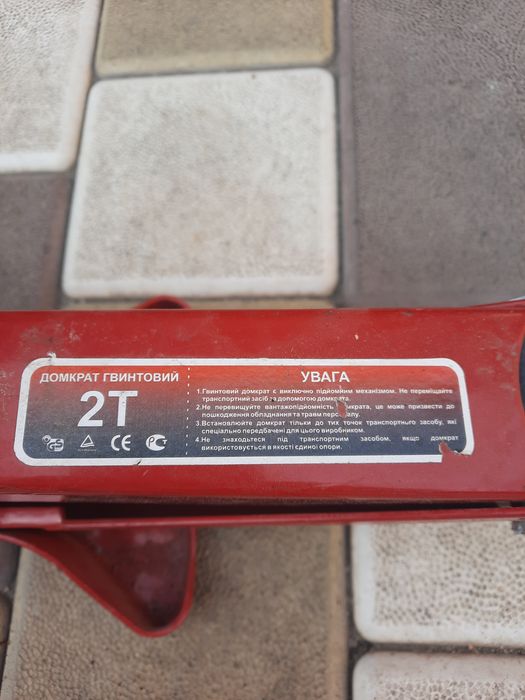 ДОМКРАТ ГВИНТОВИЙ
2Т
GS
CE
РС
УВАГА
1.Гвинтовий домкрат є виключно підйомним механізмом. Не переміщайте
транспортний засіб з допомогою домкрата.
2.Не перевищуйте вантажопідйомність домкрата, це може призвести до
пошкодження обладнання та травм персоналу.
3.Встановлюйте домкрат тільки до тих точок транспортного засобу, які
спеціально передбачені для цього виробником.
4.Не знаходьтеся під транспортним засобом, якщо домкрат
використовується в якості єдиної опори.